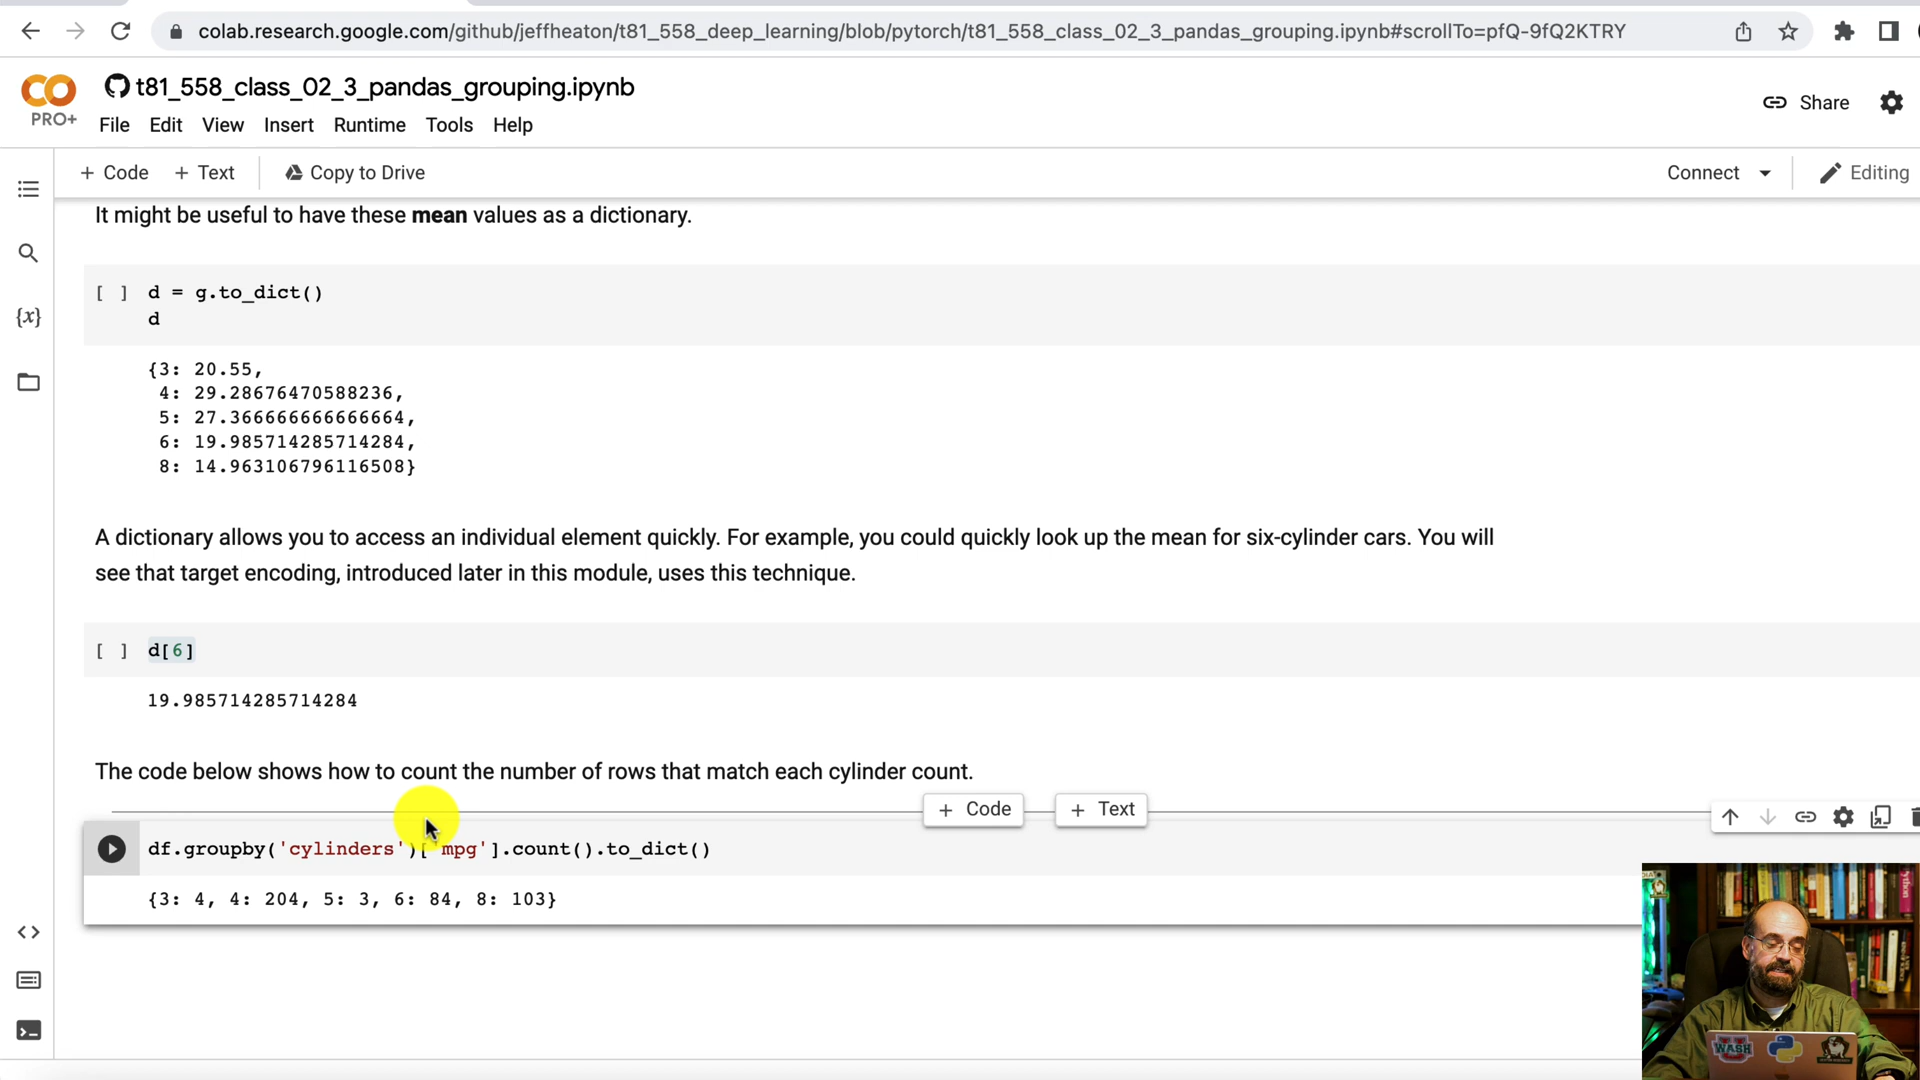 colab.research.google.com/github/jeffheaton/t81_558_deep_learning/blob/pytorch/t81_558_class_02_3_pandas_grouping.ipynb#scrollTo=pfQ-9fQ2KTRY
t81_558_class_02_3_pandas_grouping.ipynb
PRO+
File Edit View Insert Runtime Tools Help
Share
+ Code + Text Copy to Drive
Connect Editing
It might be useful to have these mean values as a dictionary.
[ ] d = g.to_dict()
d
{3: 20.55,
4: 29.28676470588236,
5: 27.366666666666664,
6: 19.985714285714284,
8: 14.963106796116508}
A dictionary allows you to access an individual element quickly. For example, you could quickly look up the mean for six-cylinder cars. You will
see that target encoding, introduced later in this module, uses this technique.
[ ] d[6]
19.985714285714284
The code below shows how to count the number of rows that match each cylinder count.
+ Code + Text
df.groupby('cylinders')['mpg'].count().to_dict()
{3: 4, 4: 204, 5: 3, 6: 84, 8: 103}
{x}
WASH